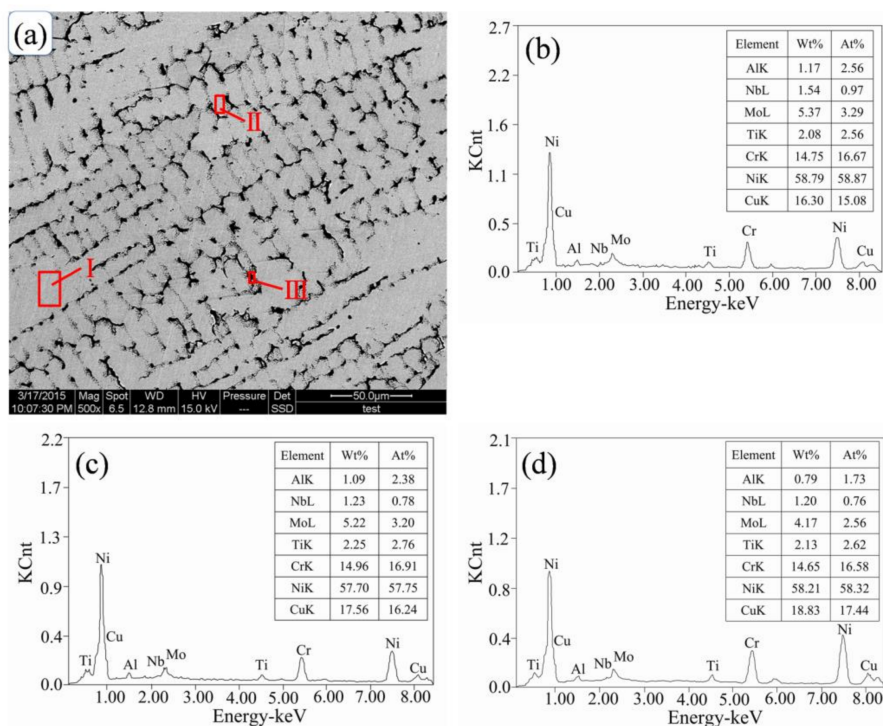 (a)
I
II
III
3/17/2015 Mag Spot WD HV Pressure Det 50.0μm
10:07:30 PM 500x 6.5 12.8 mm 15.0 kV --- SSD test
(b)
KCnt
2.7
2.2
1.6
1.1
0.5
0.0
Element Wt% At%
AlK 1.17 2.56
NbL 1.54 0.97
MoL 5.37 3.29
TiK 2.08 2.56
CrK 14.75 16.67
NiK 58.79 58.87
CuK 16.30 15.08
Ni
Cu
Ti Al Nb Mo Ti Cr Ni Cu
1.00 2.00 3.00 4.00 5.00 6.00 7.00 8.00
Energy-keV
(c)
KCnt
2.2
1.7
1.3
0.9
0.4
0.0
Element Wt% At%
AlK 1.09 2.38
NbL 1.23 0.78
MoL 5.22 3.20
TiK 2.25 2.76
CrK 14.96 16.91
NiK 57.70 57.75
CuK 17.56 16.24
Ni
Cu
Ti Al Nb Mo Ti Cr Ni Cu
1.00 2.00 3.00 4.00 5.00 6.00 7.00 8.00
Energy-keV
(d)
KCnt
2.1
1.7
1.2
0.8
0.4
0.0
Element Wt% At%
AlK 0.79 1.73
NbL 1.20 0.76
MoL 4.17 2.56
TiK 2.13 2.62
CrK 14.65 16.58
NiK 58.21 58.32
CuK 18.83 17.44
Ni
Cu
Ti Al Nb Mo Ti Cr Ni Cu
1.00 2.00 3.00 4.00 5.00 6.00 7.00 8.00
Energy-keV